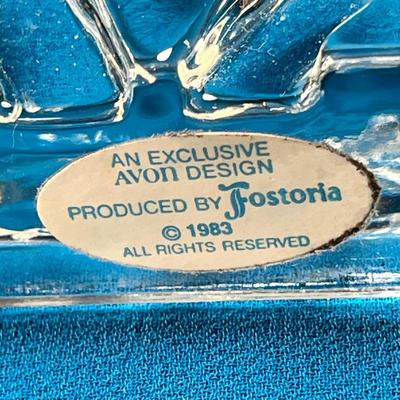 AN EXCLUSIVE
AVON DESIGN
PRODUCED BY Fostoria
© 1983
ALL RIGHTS RESERVED